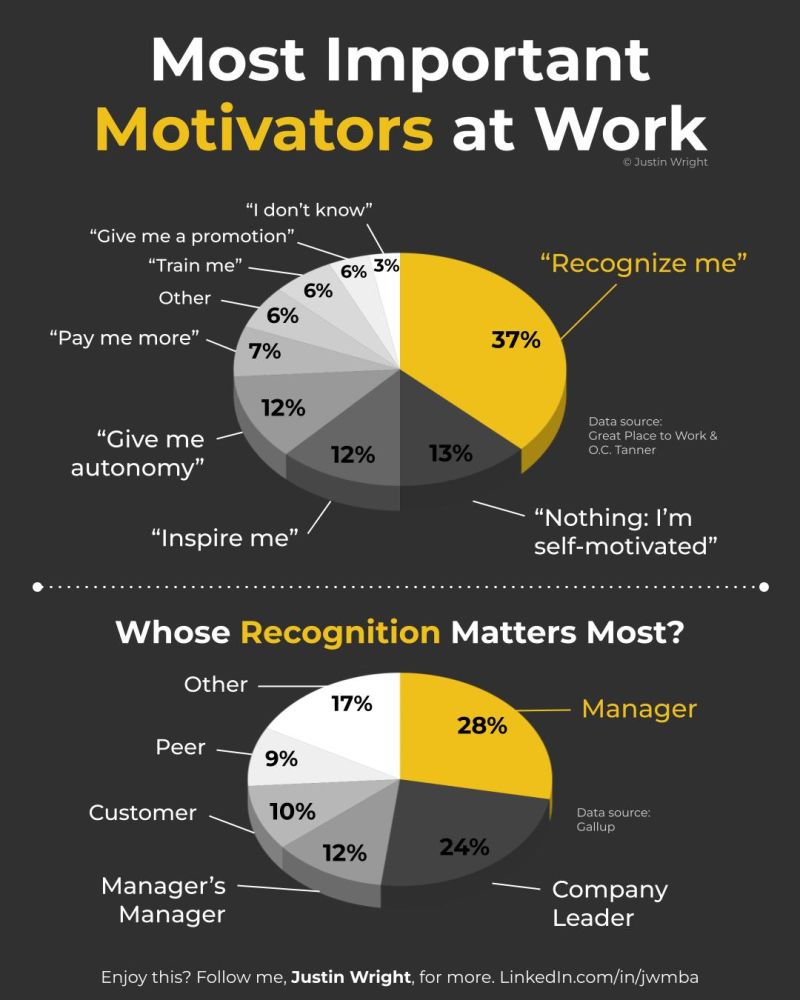 Most Important
Motivators at Work
© Justin Wright
“I don’t know”
“Give me a promotion”
“Train me”
Other
“Pay me more”
“Give me
autonomy”
“Inspire me”
“Recognize me”
“Nothing: I’m
self-motivated”
3%
6%
6%
6%
7%
12%
12%
13%
37%
Data source:
Great Place to Work &
O.C. Tanner
Whose Recognition Matters Most?
Other
17%
Peer
9%
Customer
10%
Manager’s
Manager
12%
Manager
28%
Company
Leader
24%
Data source:
Gallup
Enjoy this? Follow me, Justin Wright, for more. LinkedIn.com/in/jwmba